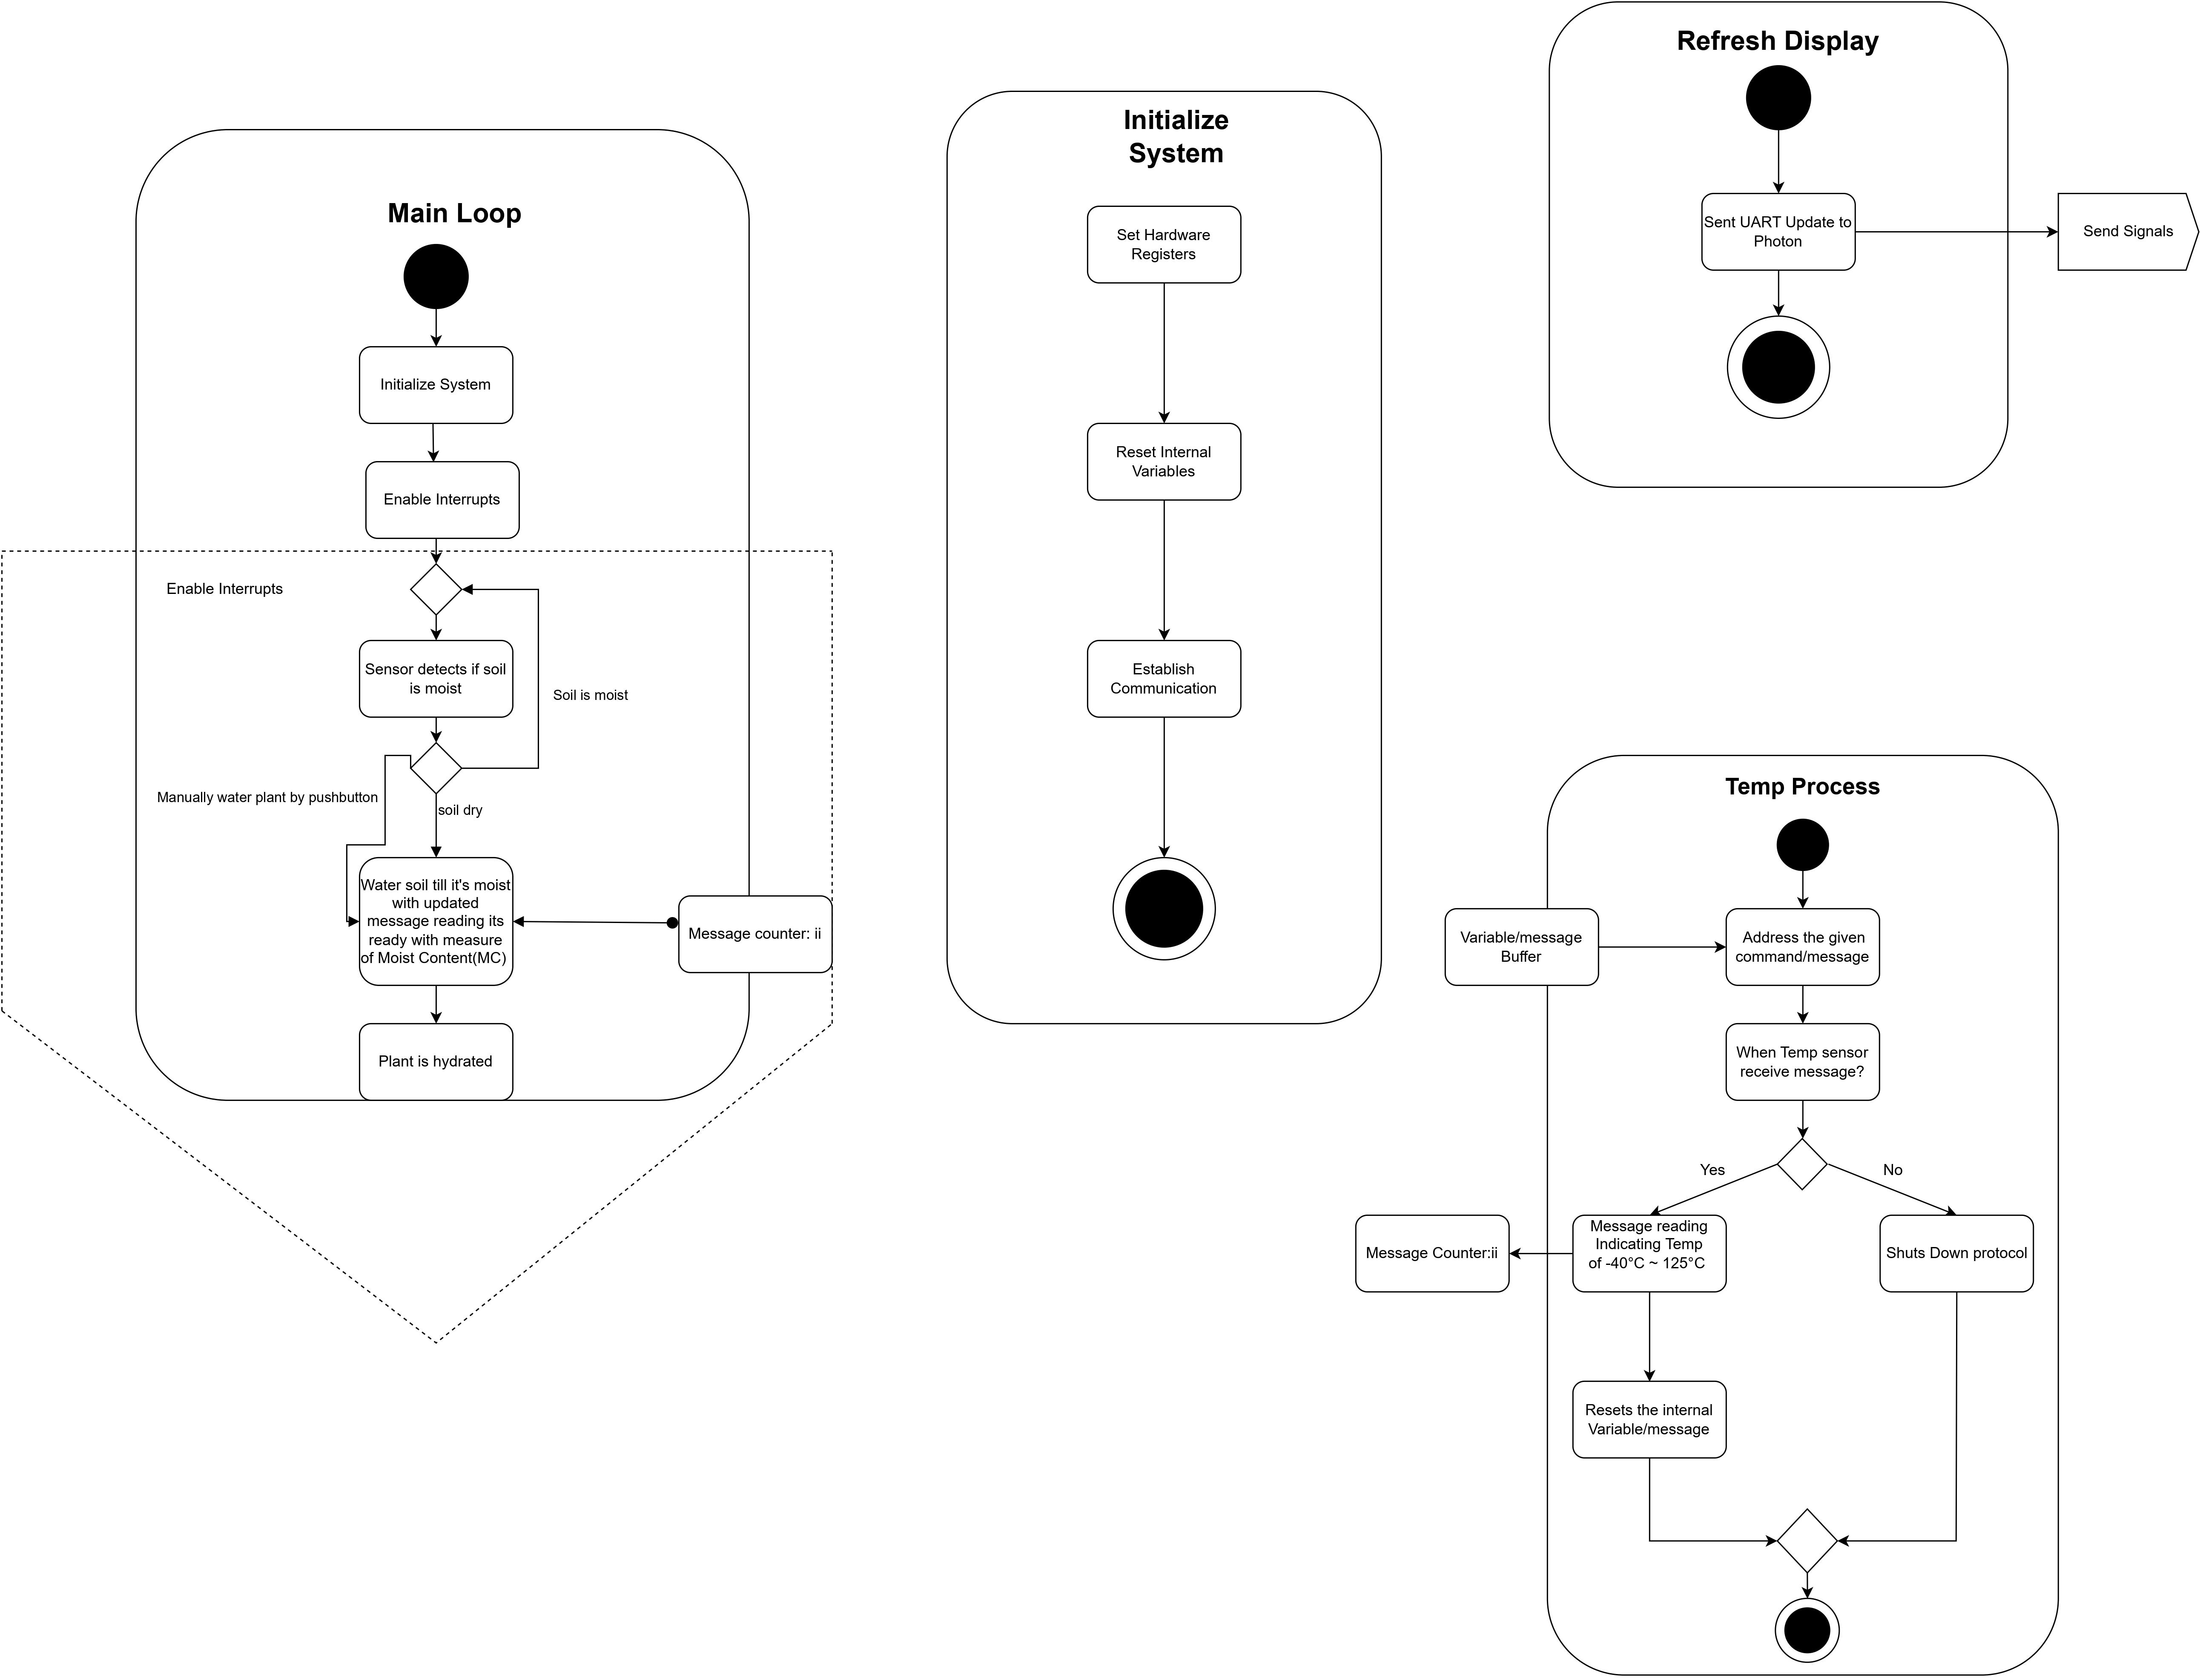 Main Loop
Initialize System
Enable Interrupts
Enable Interrupts
Sensor detects if soil
is moist
Soil is moist
Manually water plant by pushbutton
soil dry
Water soil till it's moist
with updated
message reading its
ready with measure
of Moist Content(MC)
Message counter: ii
Plant is hydrated
Initialize
System
Set Hardware
Registers
Reset Internal
Variables
Establish
Communication
Refresh Display
Sent UART Update to
Photon
Send Signals
Temp Process
Variable/message
Buffer
Address the given
command/message
When Temp sensor
receive message?
Yes
No
Message Counter:ii
Message reading
Indicating Temp
of -40°C ~ 125°C
Shuts Down protocol
Resets the internal
Variable/message